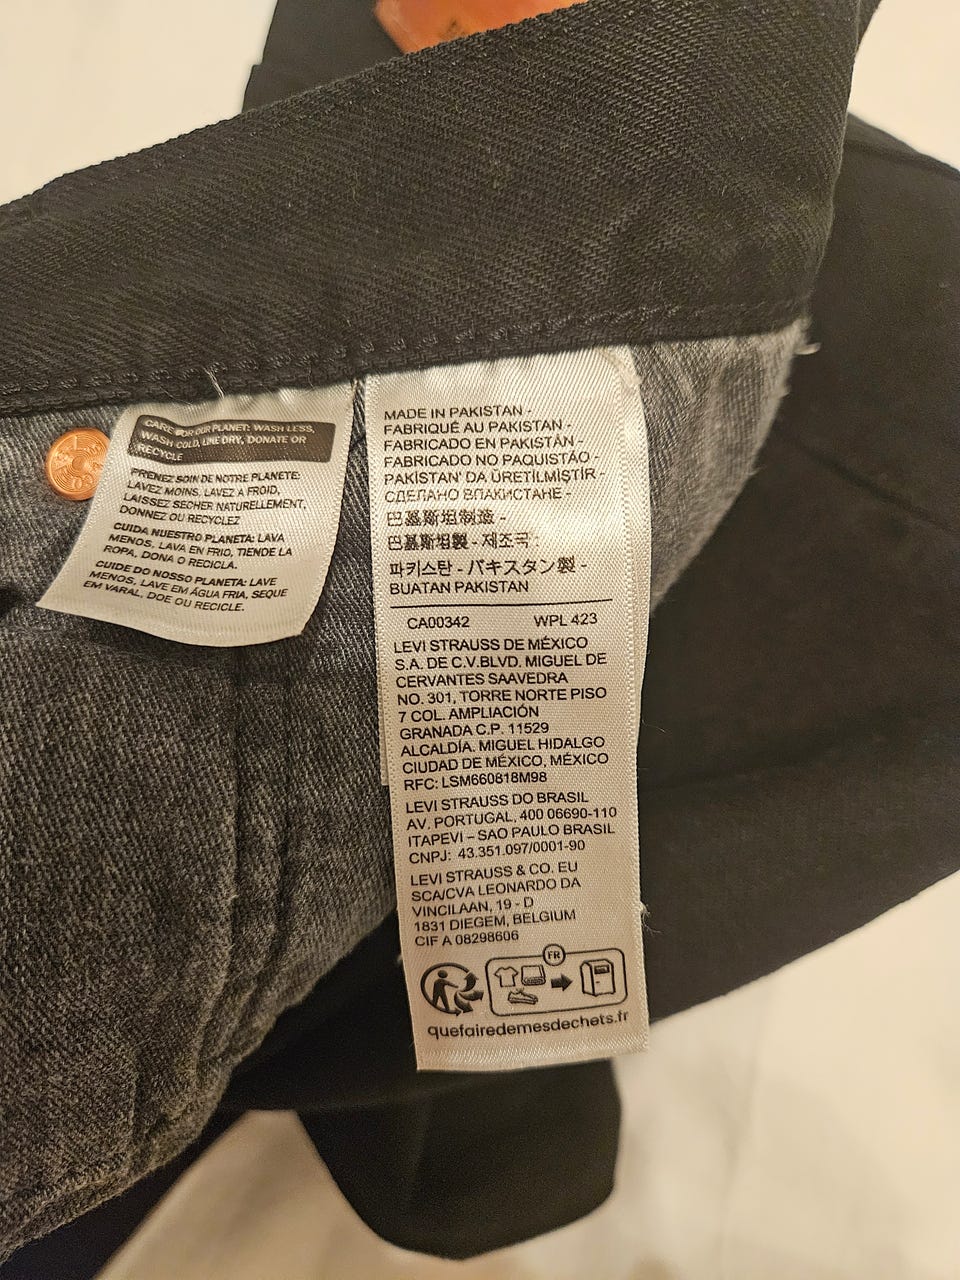 CARE FOR OUR PLANET: WASH LESS,
WASH COLD, LINE DRY, DONATE OR
RECYCLE
PRENEZ SOIN DE NOTRE PLANETE:
LAVEZ MOINS, LAVEZ A FROID,
LAISSEZ SECHER NATURELLEMENT,
DONNEZ OU RECYCLEZ
CUIDA NUESTRO PLANETA: LAVA
MENOS, LAVA EN FRIO, TIENDE LA
ROPA, DONA O RECICLA.
CUIDE DO NOSSO PLANETA: LAVE
MENOS, LAVE EM ÁGUA FRIA, SEQUE
EM VARAL, DOE OU RECICLE.
MADE IN PAKISTAN -
FABRIQUÉ AU PAKISTAN -
FABRICADO EN PAKISTÁN -
FABRICADO NO PAQUISTÃO -
PAKISTAN' DA ÜRETILMIŞTIR -
СДЕЛАНО ВПАКИСТАНЕ -
巴基斯坦制造 -
巴基斯坦製 - 제조국 :
파키스탄 - パキスタン製 -
BUATAN PAKISTAN
CA00342 WPL 423
LEVI STRAUSS DE MÉXICO
S.A. DE C.V.BLVD. MIGUEL DE
CERVANTES SAAVEDRA
NO. 301, TORRE NORTE PISO
7 COL. AMPLIACIÓN
GRANADA C.P. 11529
ALCALDÍA. MIGUEL HIDALGO
CIUDAD DE MÉXICO, MÉXICO
RFC: LSM660818M98
LEVI STRAUSS DO BRASIL
AV. PORTUGAL, 400 06690-110
ITAPEVI – SAO PAULO BRASIL
CNPJ: 43.351.097/0001-90
LEVI STRAUSS & CO. EU
SCA/CVA LEONARDO DA
VINCILAAN, 19 - D
1831 DIEGEM, BELGIUM
CIF A 08298606
FR
quefairedemesdechets.fr